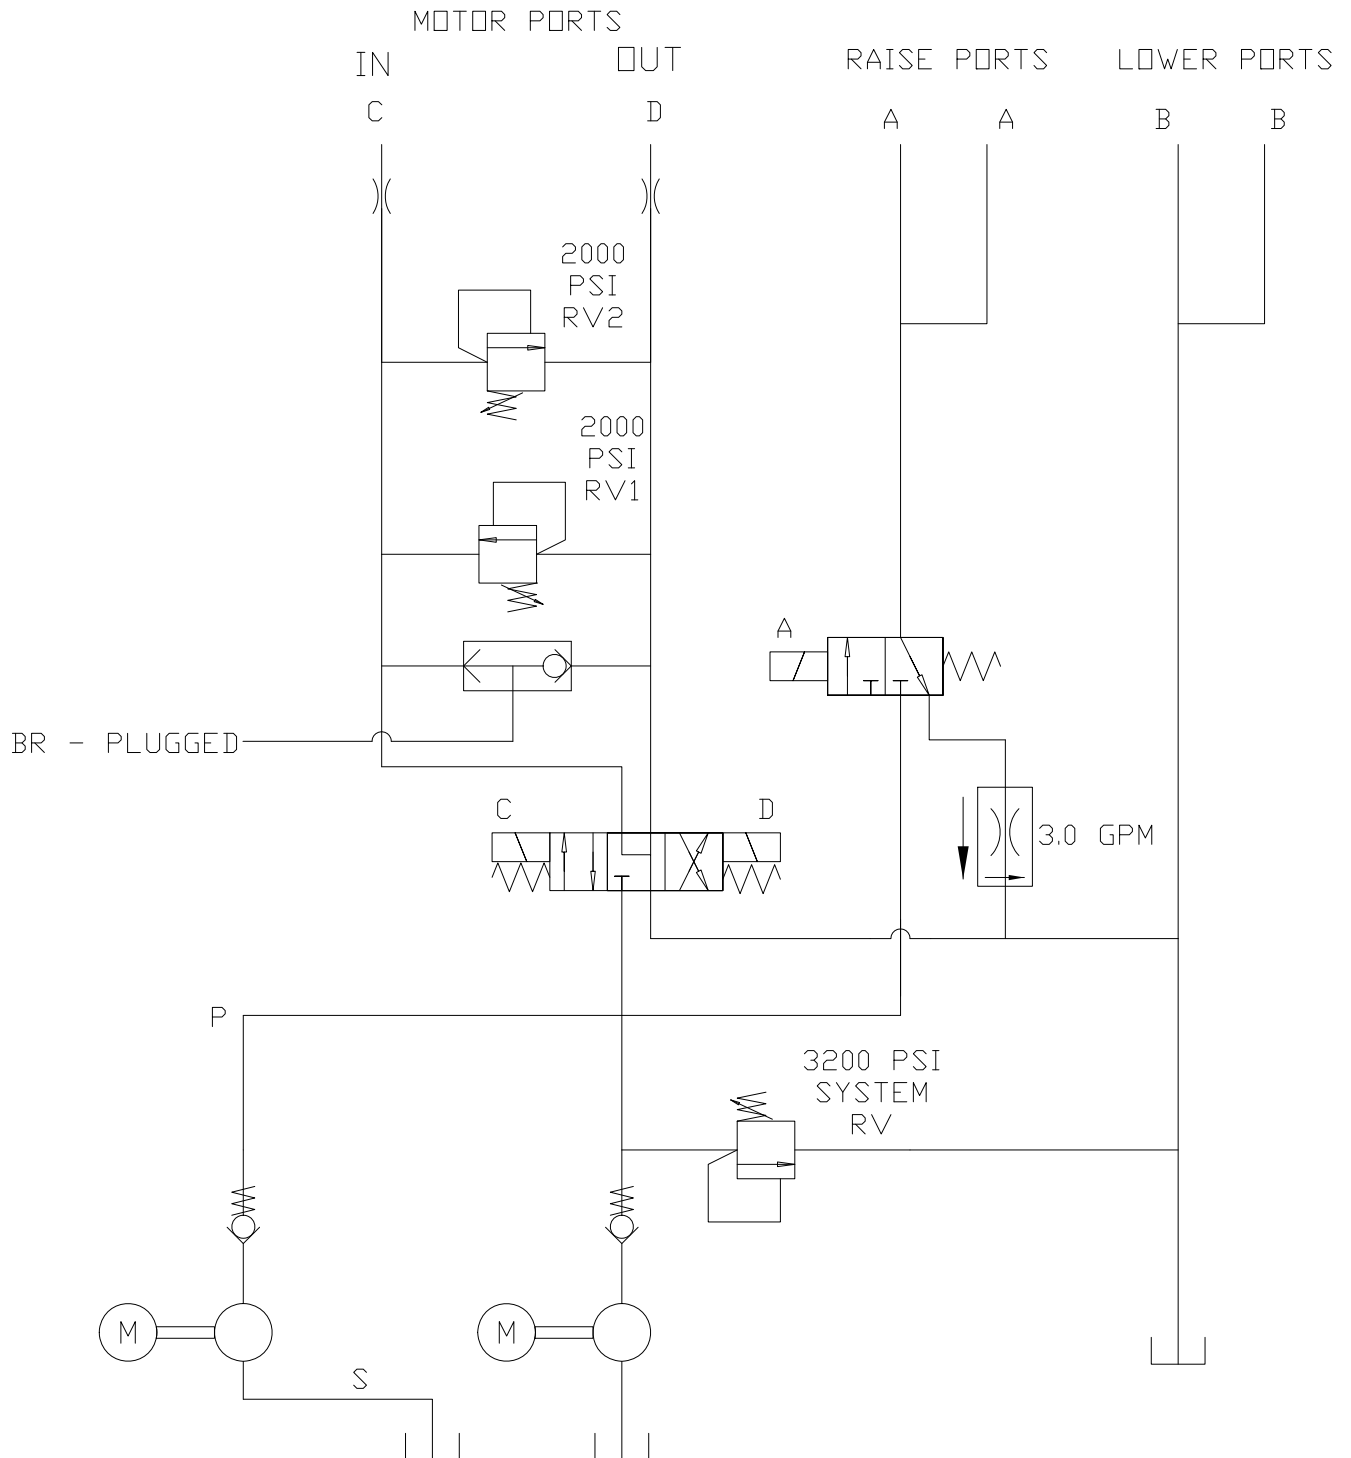 MOTOR PORTS
IN
OUT
RAISE PORTS
LOWER PORTS
C
D
A
A
B
B
2000
PSI
RV2
2000
PSI
RV1
A
BR - PLUGGED
C
D
3.0 GPM
P
3200 PSI
SYSTEM
RV
M
M
S